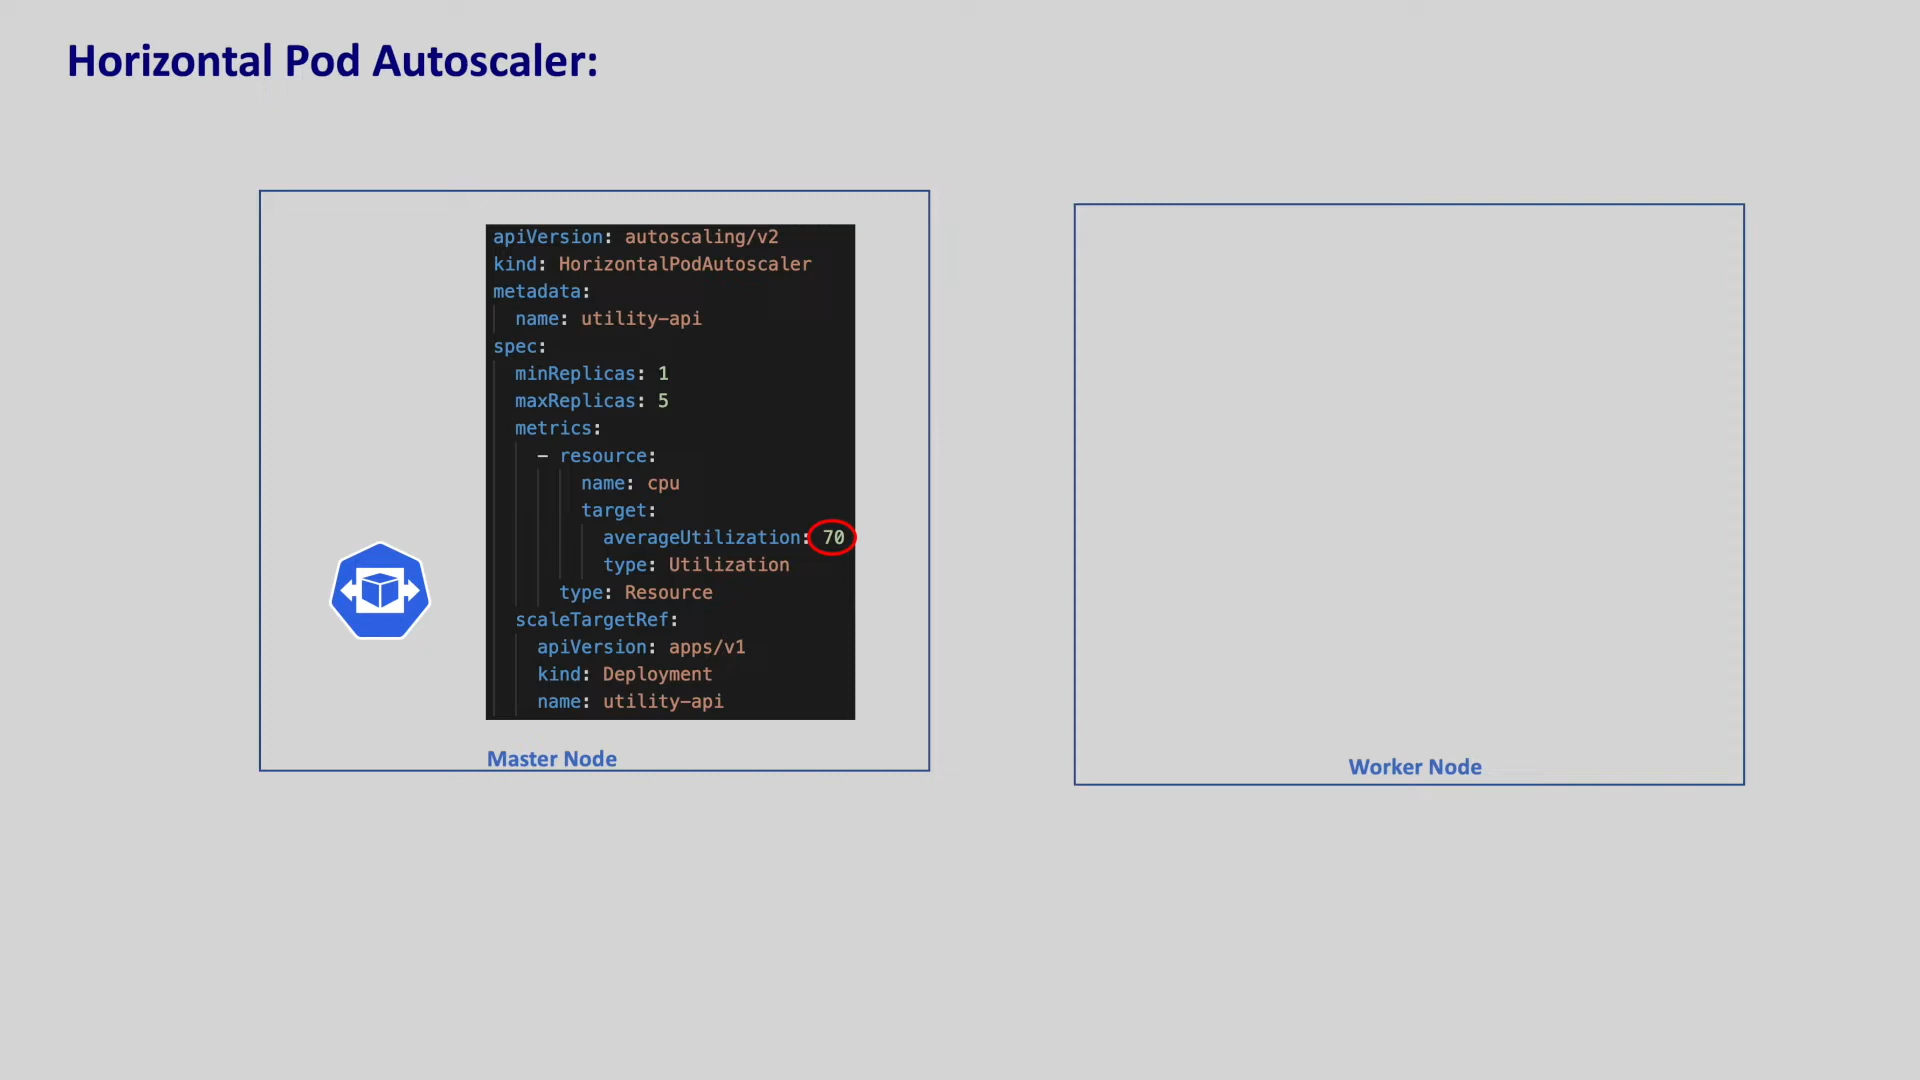 Horizontal Pod Autoscaler:
apiVersion: autoscaling/v2
kind: HorizontalPodAutoscaler
metadata:
  name: utility-api
spec:
  minReplicas: 1
  maxReplicas: 5
  metrics:
    - resource:
        name: cpu
        target:
          averageUtilization: 70
          type: Utilization
      type: Resource
  scaleTargetRef:
    apiVersion: apps/v1
    kind: Deployment
    name: utility-api
Master Node
Worker Node